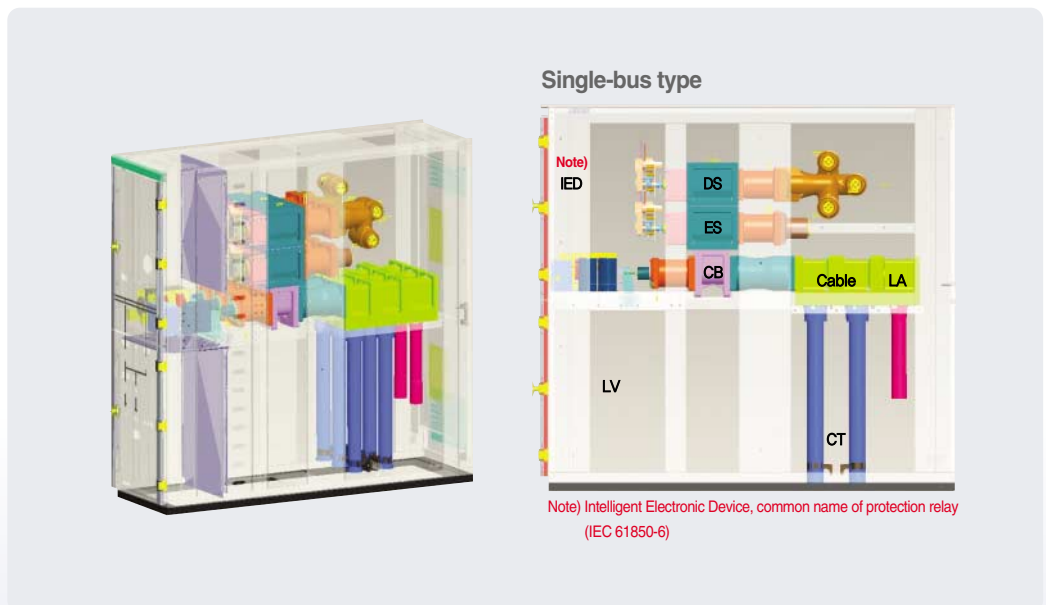 Single-bus type
Note)
IED
DS
ES
CB
Cable
LA
LV
CT
Note) Intelligent Electronic Device, common name of protection relay
(IEC 61850-6)